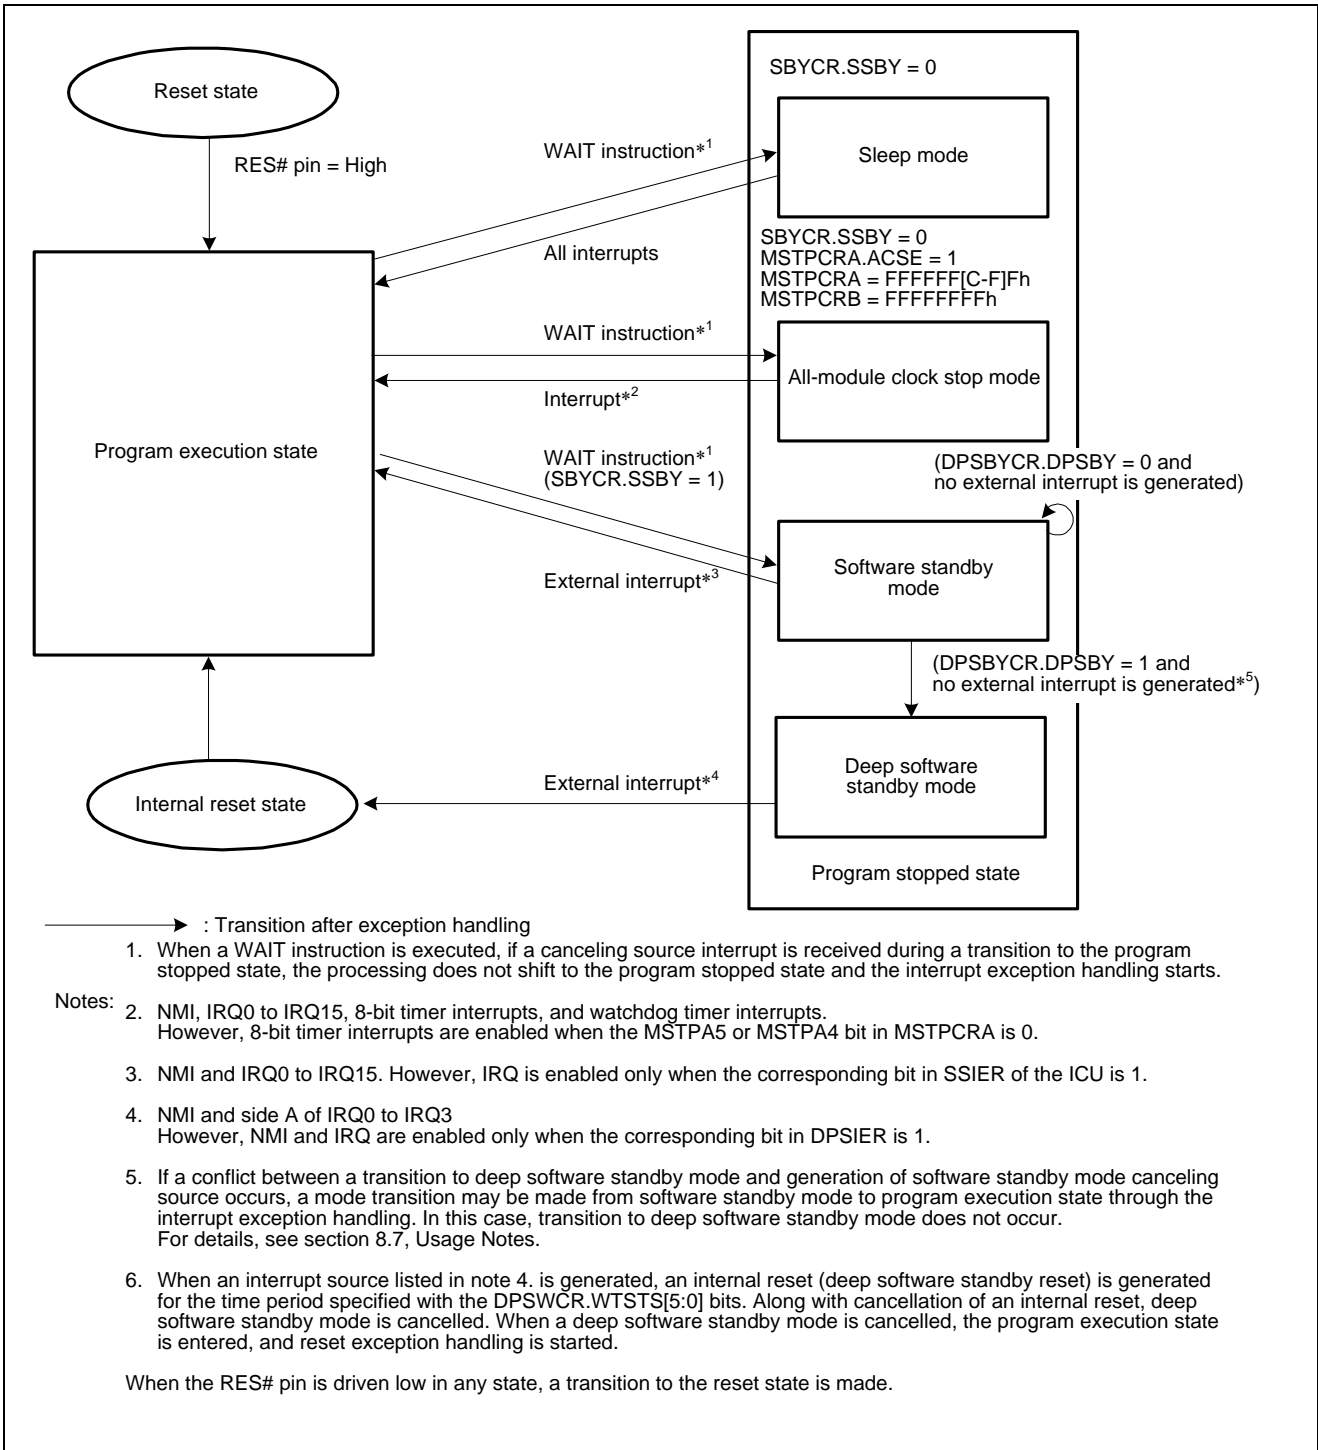 Reset state
RES# pin = High
SBYCR.SSBY = 0
WAIT instruction*1
Sleep mode
All interrupts
SBYCR.SSBY = 0
MSTPCRA.ACSE = 1
MSTPCRA = FFFFFF[C-F]Fh
MSTPCRB = FFFFFFFFh
WAIT instruction*1
All-module clock stop mode
Interrupt*2
Program execution state
WAIT instruction*1
(SBYCR.SSBY = 1)
(DPSBYCR.DPSBY = 0 and
no external interrupt is generated)
Software standby
mode
External interrupt*3
(DPSBYCR.DPSBY = 1 and
no external interrupt is generated*5)
Deep software
standby mode
External interrupt*4
Internal reset state
Program stopped state
: Transition after exception handling
Notes:
1. When a WAIT instruction is executed, if a canceling source interrupt is received during a transition to the program
stopped state, the processing does not shift to the program stopped state and the interrupt exception handling starts.
2. NMI, IRQ0 to IRQ15, 8-bit timer interrupts, and watchdog timer interrupts.
However, 8-bit timer interrupts are enabled when the MSTPA5 or MSTPA4 bit in MSTPCRA is 0.
3. NMI and IRQ0 to IRQ15. However, IRQ is enabled only when the corresponding bit in SSIER of the ICU is 1.
4. NMI and side A of IRQ0 to IRQ3
However, NMI and IRQ are enabled only when the corresponding bit in DPSIER is 1.
5. If a conflict between a transition to deep software standby mode and generation of software standby mode canceling
source occurs, a mode transition may be made from software standby mode to program execution state through the
interrupt exception handling. In this case, transition to deep software standby mode does not occur.
For details, see section 8.7, Usage Notes.
6. When an interrupt source listed in note 4. is generated, an internal reset (deep software standby reset) is generated
for the time period specified with the DPSWCR.WTSTS[5:0] bits. Along with cancellation of an internal reset, deep
software standby mode is cancelled. When a deep software standby mode is cancelled, the program execution state
is entered, and reset exception handling is started.
When the RES# pin is driven low in any state, a transition to the reset state is made.